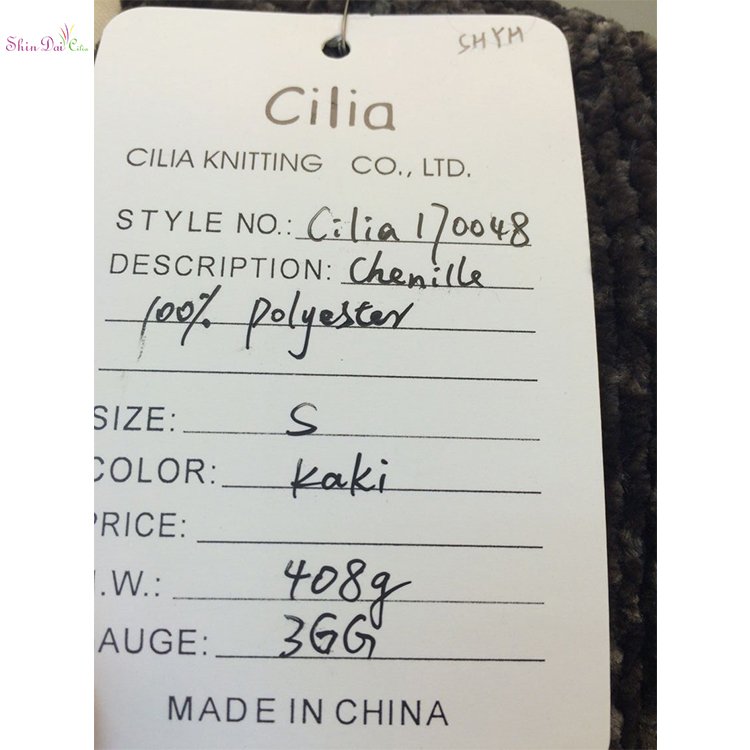 Shin Dai Cilia
SHYM
Cilia
CILIA KNITTING CO., LTD.
STYLE NO.: Cilia170048
DESCRIPTION: Chenille
100% polyester
SIZE: S
COLOR: Kaki
PRICE:
.W.: 408g
AUGE: 3GG
MADE IN CHINA